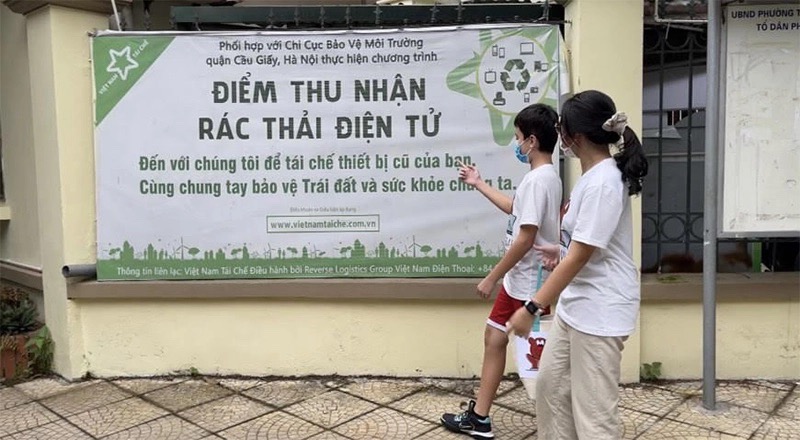 VIỆT NAM TÁI CHẾ
Phối hợp với Chi Cục Bảo Vệ Môi Trường
quận Cầu Giấy, Hà Nội thực hiện chương trình
ĐIỂM THU NHẬN
RÁC THẢI ĐIỆN TỬ
Đến với chúng tôi để tái chế thiết bị cũ của bạn.
Cùng chung tay bảo vệ Trái đất và sức khỏe chúng ta.
www.vietnamtaiche.com.vn
Thông tin liên lạc: Việt Nam Tái Chế Điều hành bởi Reverse Logistics Group Việt Nam Điện Thoại: +84
UBND PHƯỜNG
TỔ DÂN PH